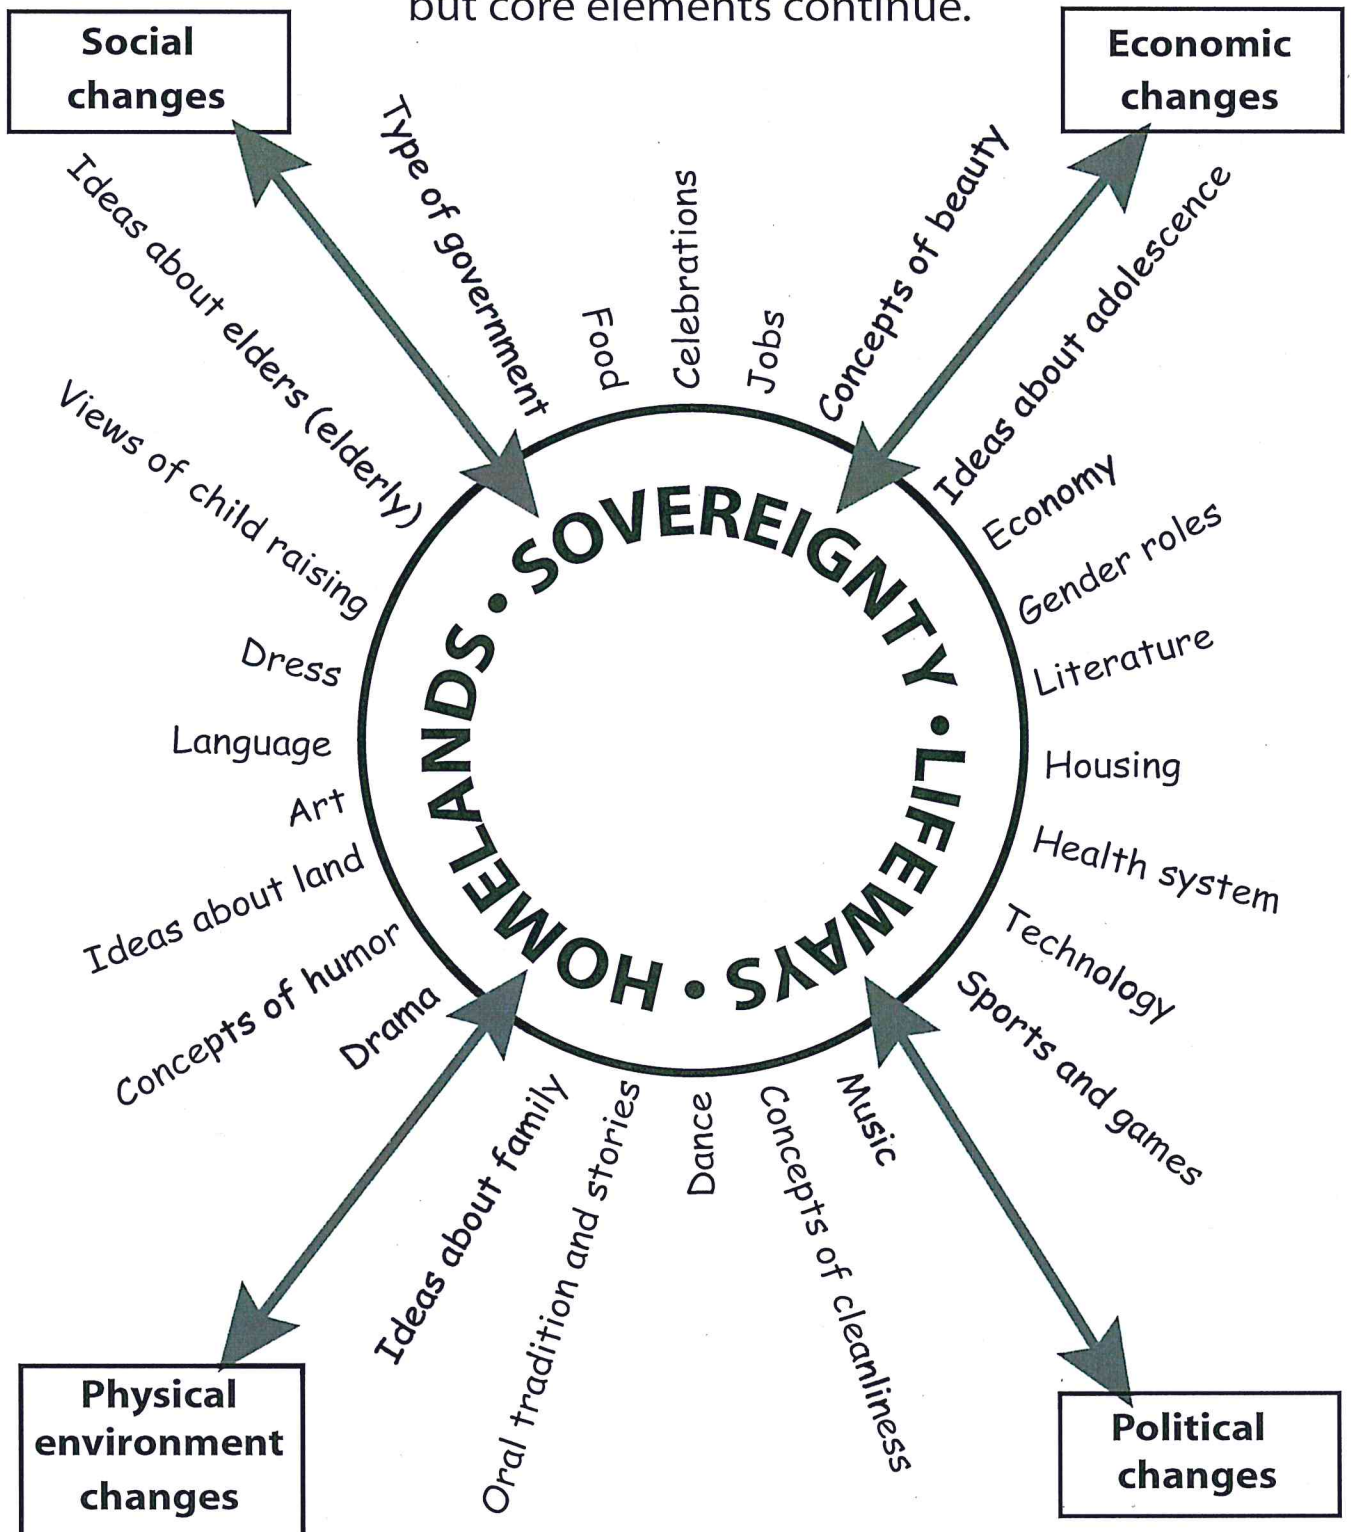 but core elements continue.
Social
changes
Economic
changes
Type of government
Food
Celebrations
Jobs
Concepts of beauty
Ideas about adolescence
Economy
Gender roles
Literature
Housing
Health system
Technology
Sports and games
Music
Concepts of cleanliness
Dance
Oral tradition and stories
Ideas about family
Drama
Concepts of humor
Ideas about land
Art
Language
Dress
Views of child raising
Ideas about elders (elderly)
SOVEREIGNTY • LIFEWAYS • HOMELANDS •
Physical
environment
changes
Political
changes